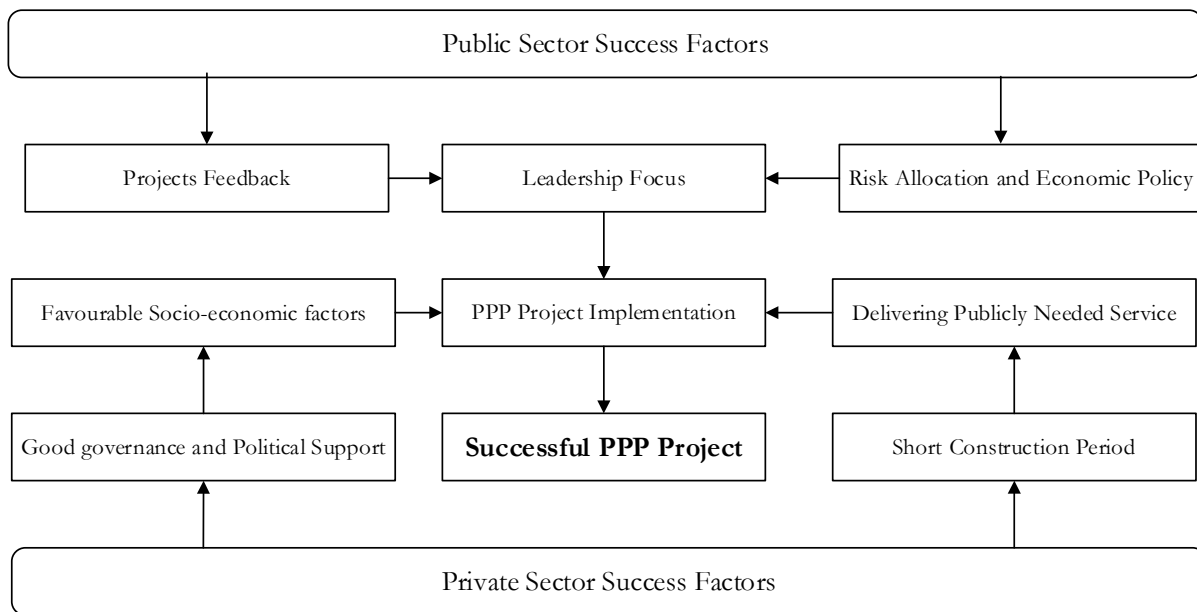 Public Sector Success Factors
Projects Feedback
Leadership Focus
Risk Allocation and Economic Policy
Favourable Socio-economic factors
PPP Project Implementation
Delivering Publicly Needed Service
Good governance and Political Support
Successful PPP Project
Short Construction Period
Private Sector Success Factors